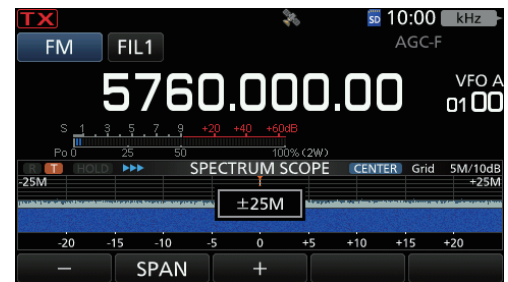 TX SD 10:00 kHz
FM FIL1 AGC-F
5760.000.00 VFO A 01 00
S 1 3 5 7 9 +20 +40 +60dB
Po 0 25 50 100% (2W)
R T HOLD SPECTRUM SCOPE CENTER Grid 5M/10dB
-25M T +25M
±25M
-20 -15 -10 -5 0 +5 +10 +15 +20
− SPAN +